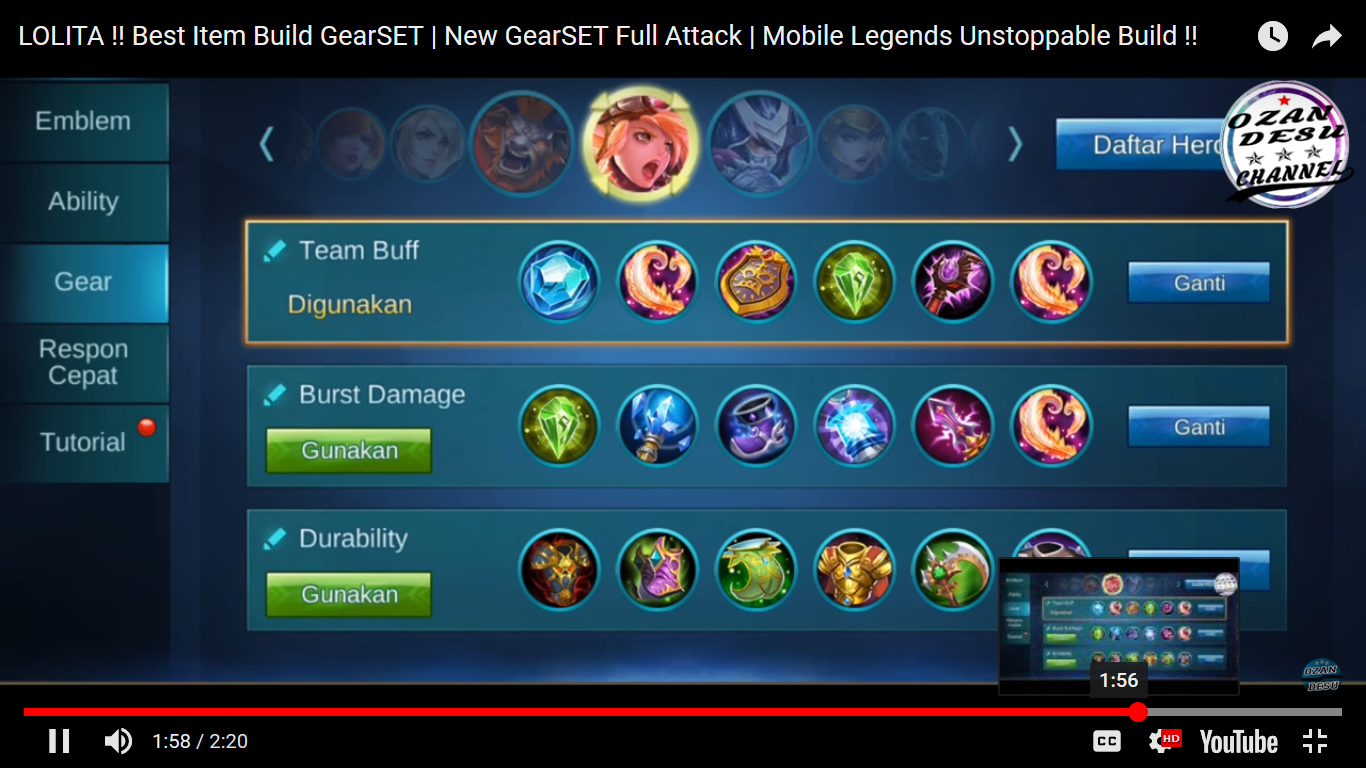 LOLITA !! Best Item Build GearSET | New GearSET Full Attack | Mobile Legends Unstoppable Build !!
Emblem
Ability
Gear
Respon
Cepat
Tutorial
Daftar Hero
OZAN
DESU
CHANNEL
Team Buff
Digunakan
Ganti
Burst Damage
Gunakan
Ganti
Durability
Gunakan
OZAN
DESU
1:56
1:58 / 2:20
CC
HD
YouTube